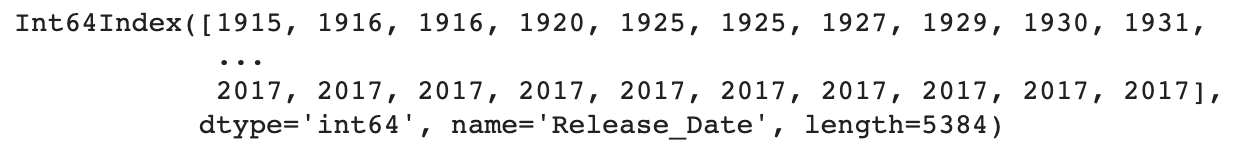 Int64Index([1915, 1916, 1916, 1920, 1925, 1925, 1927, 1929, 1930, 1931,
...
2017, 2017, 2017, 2017, 2017, 2017, 2017, 2017, 2017, 2017],
dtype='int64', name='Release_Date', length=5384)